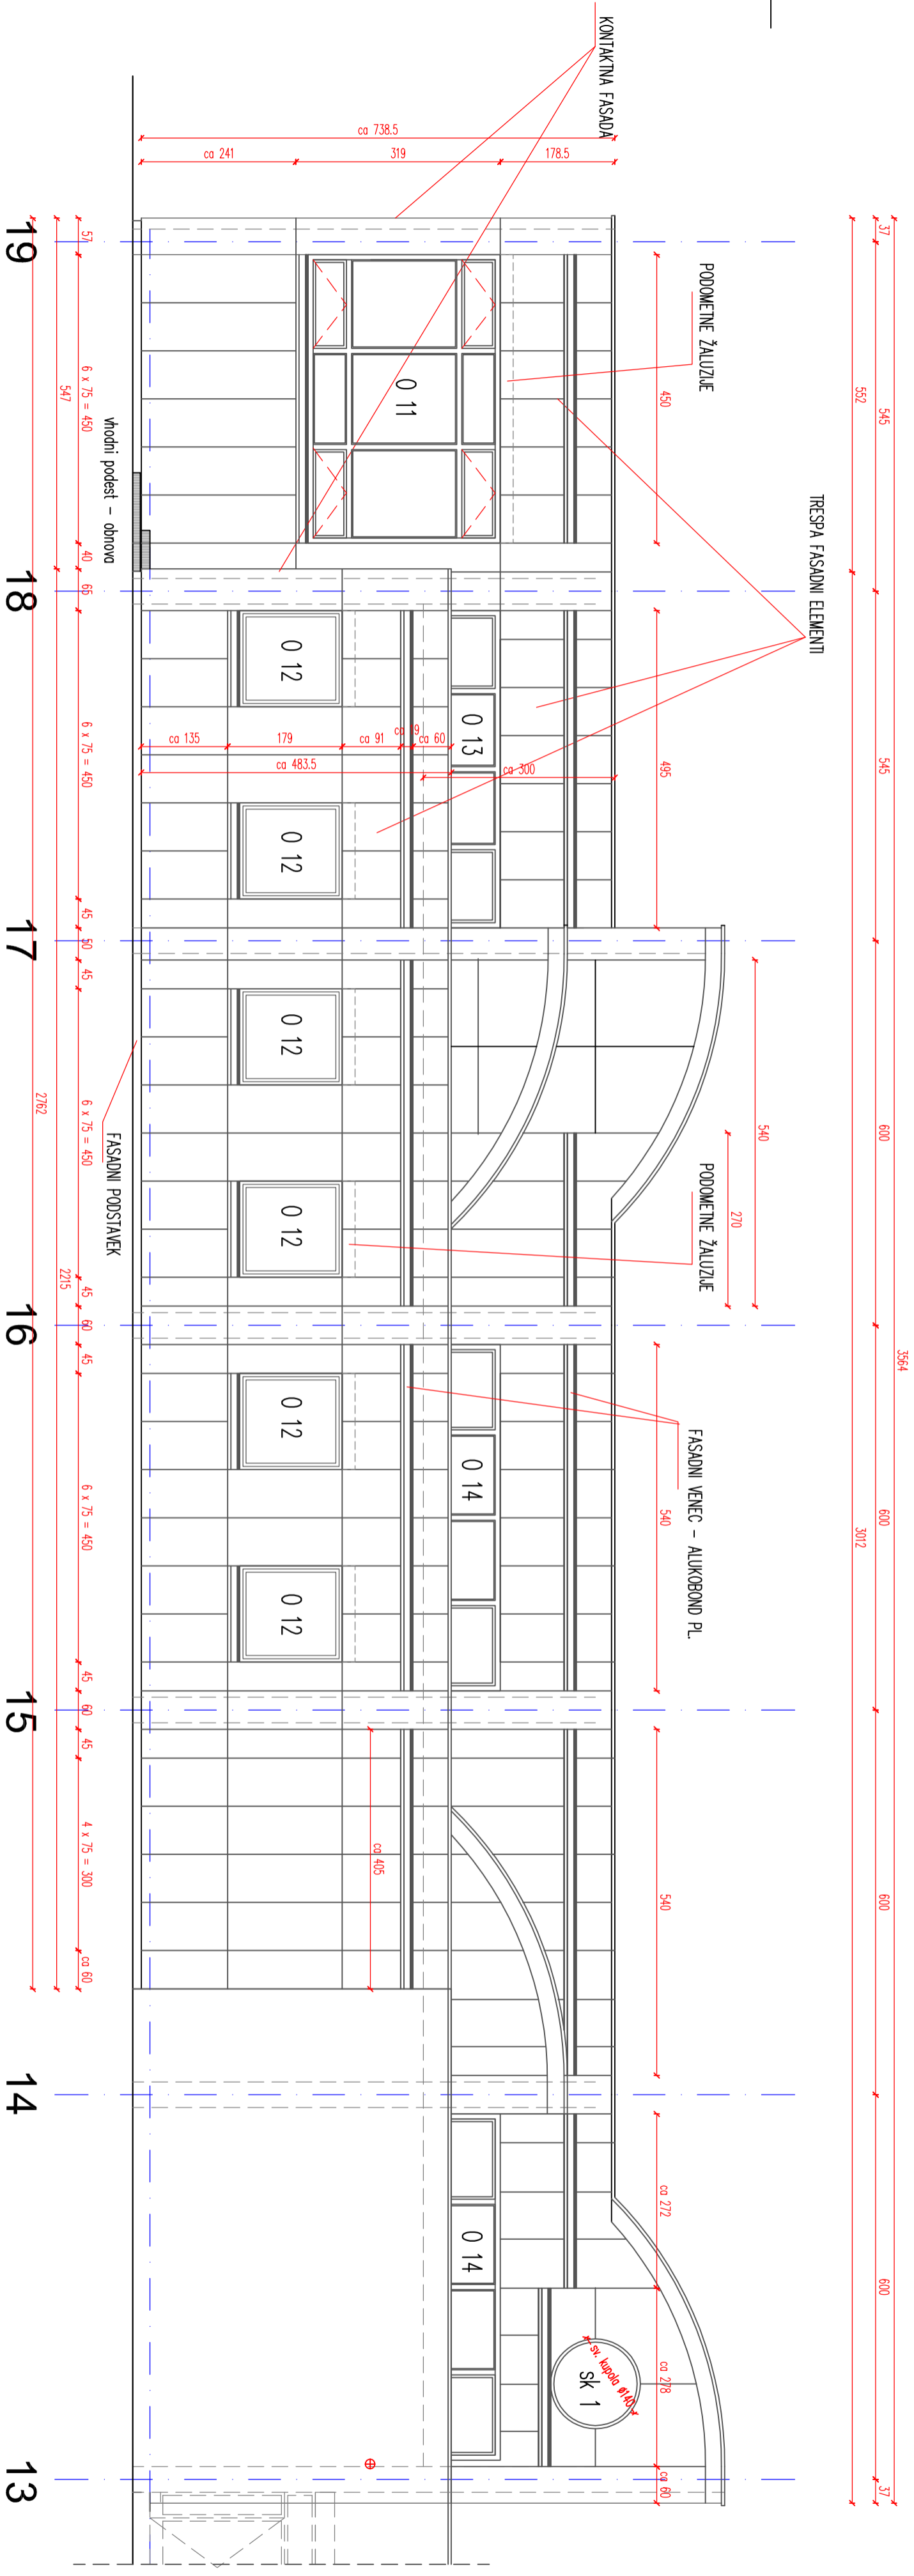 3564
37
545
545
600
600
600
600
37
552
3012
TRESPA FASADNI ELEMENTI
540
270
PODOMETNE ŽALUZIJE
PODOMETNE ŽALUZIJE
FASADNI VENEC - ALUKOBOND PL.
450
495
540
540
ca 272
ca 278
ca 60
KONTAKTNA FASADA
sv. kupola ø140
SK 1
178.5
319
ca 241
ca 738.5
O 11
O 13
O 14
O 14
ca 300
ca 60
ca 91
179
ca 135
ca 483.5
ca 405
O 12
O 12
O 12
O 12
O 12
O 12
vhodni podest - obnova
FASADNI PODSTAVEK
57
6 x 75 = 450
40
66
6 x 75 = 450
45
50
45
6 x 75 = 450
45
60
45
6 x 75 = 450
45
60
45
4 x 75 = 300
ca 60
547
2215
2762
19
18
17
16
15
14
13